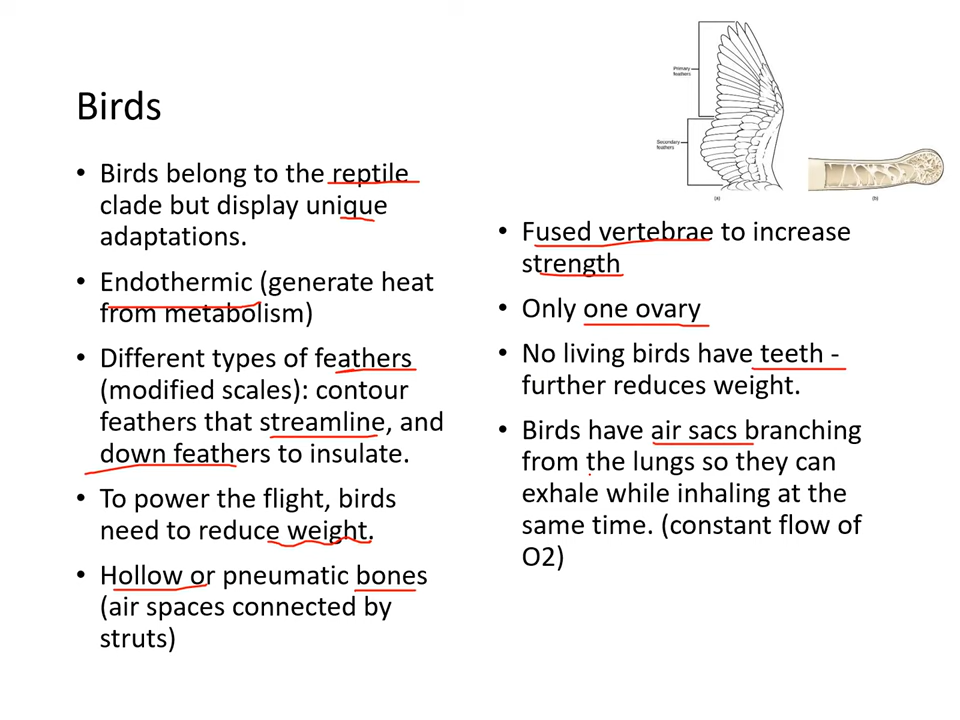 Birds
• Birds belong to the reptile
clade but display unique
adaptations.
• Endothermic (generate heat
from metabolism)
• Different types of feathers
(modified scales): contour
feathers that streamline, and
down feathers to insulate.
• To power the flight, birds
need to reduce weight.
• Hollow or pneumatic bones
(air spaces connected by
struts)
Primary
feathers
Secondary
feathers
(a)
(b)
• Fused vertebrae to increase
strength
• Only one ovary
• No living birds have teeth -
further reduces weight.
• Birds have air sacs branching
from the lungs so they can
exhale while inhaling at the
same time. (constant flow of
O2)